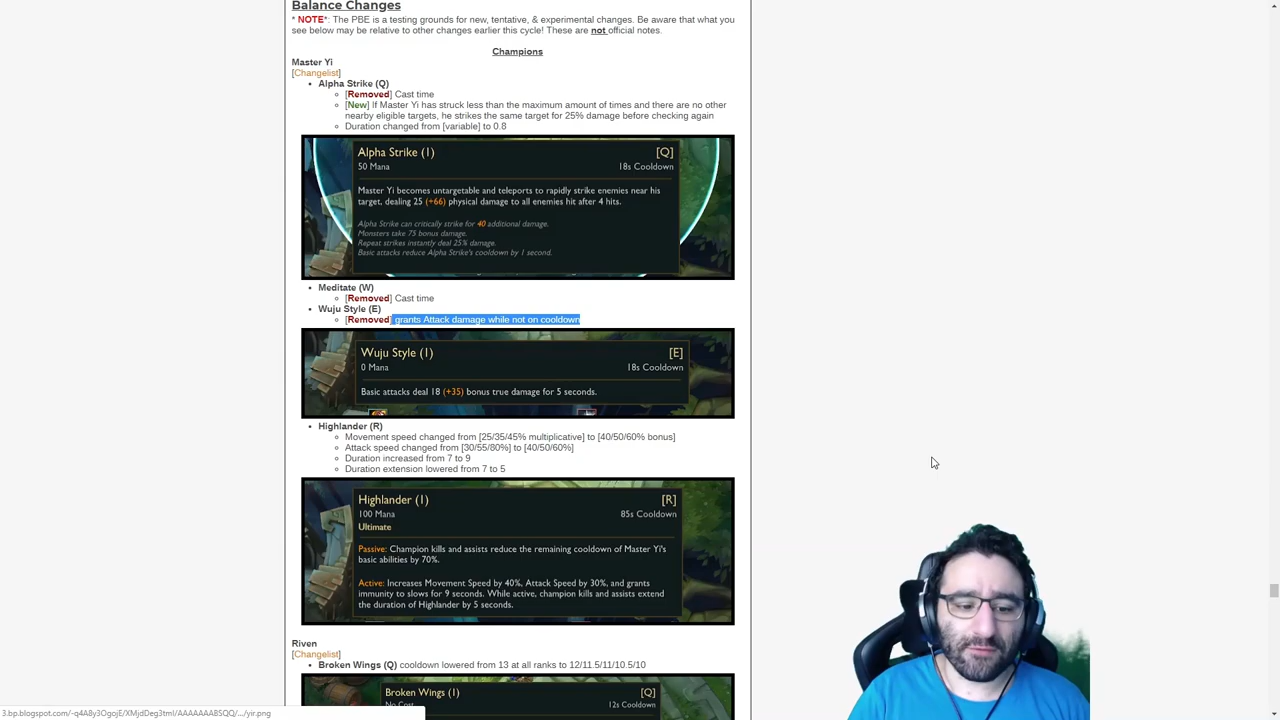 Balance Changes
* NOTE*: The PBE is a testing grounds for new, tentative, & experimental changes. Be aware that what you
see below may be relative to other changes earlier this cycle! These are not official notes.
Champions
Master Yi
[Changelist]
• Alpha Strike (Q)
[Removed] Cast time
[New] If Master Yi has struck less than the maximum amount of times and there are no other
nearby eligible targets, he strikes the same target for 25% damage before checking again
Duration changed from [variable] to 0.8
Alpha Strike (1) [Q]
50 Mana 18s Cooldown
Master Yi becomes untargetable and teleports to rapidly strike enemies near his
target, dealing 25 (+66) physical damage to all enemies hit after 4 hits.
Alpha Strike can critically strike for 40 additional damage.
Monsters take 75 bonus damage.
Repeat strikes instantly deal 25% damage.
Basic attacks reduce Alpha Strike's cooldown by 1 second.
• Meditate (W)
[Removed] Cast time
Wuju Style (E)
[Removed] grants Attack damage while not on cooldown
Wuju Style (1) [E]
0 Mana 18s Cooldown
Basic attacks deal 18 (+35) bonus true damage for 5 seconds.
• Highlander (R)
Movement speed changed from [25/35/45% multiplicative] to [40/50/60% bonus]
Attack speed changed from [30/55/80%] to [40/50/60%]
Duration increased from 7 to 9
Duration extension lowered from 7 to 5
Highlander (1) [R]
100 Mana 85s Cooldown
Ultimate
Passive: Champion kills and assists reduce the remaining cooldown of Master Yi's
basic abilities by 70%.
Active: Increases Movement Speed by 40%, Attack Speed by 30%, and grants
immunity to slows for 9 seconds. While active, champion kills and assists extend
the duration of Highlander by 5 seconds.
Riven
[Changelist]
• Broken Wings (Q) cooldown lowered from 13 at all ranks to 12/11.5/11/10.5/10
Broken Wings (1) [Q]
No Cost 12s Cooldown
3.bp.blogspot.com/-q4A8y3OgojE/XMjdDeg3tmI/AAAAAAABSQQ/.../yir.png